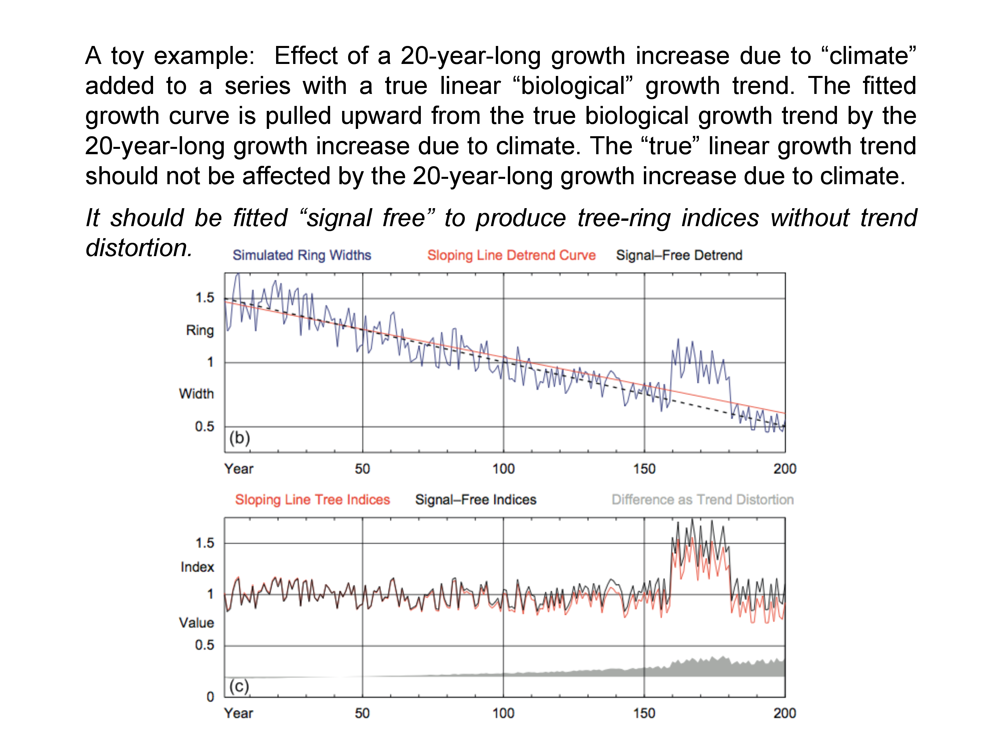 A toy example: Effect of a 20-year-long growth increase due to “climate”
added to a series with a true linear “biological” growth trend. The fitted
growth curve is pulled upward from the true biological growth trend by the
20-year-long growth increase due to climate. The “true” linear growth trend
should not be affected by the 20-year-long growth increase due to climate.
It should be fitted “signal free” to produce tree-ring indices without trend
distortion.
Simulated Ring Widths Sloping Line Detrend Curve Signal–Free Detrend
1.5
Ring
1
Width
0.5
(b)
Year 50 100 150 200
Sloping Line Tree Indices Signal–Free Indices Difference as Trend Distortion
1.5
Index
1
Value
0.5
(c)
0
Year 50 100 150 200